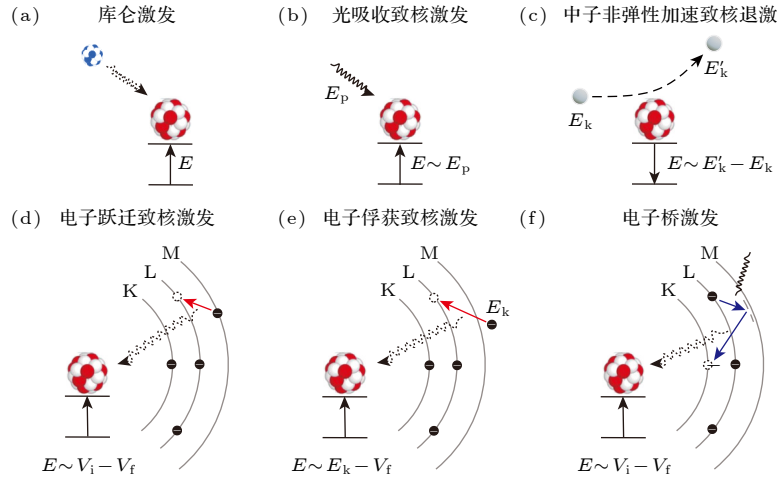 (a) 库仑激发
E
(b) 光吸收致核激发
E_p
E ~ E_p
(c) 中子非弹性加速致核退激
E'_k
E_k
E ~ E'_k − E_k
(d) 电子跃迁致核激发
M
L
K
E ~ V_i − V_f
(e) 电子俘获致核激发
M
L
K
E_k
E ~ E_k − V_f
(f) 电子桥激发
M
L
K
E ~ V_i − V_f